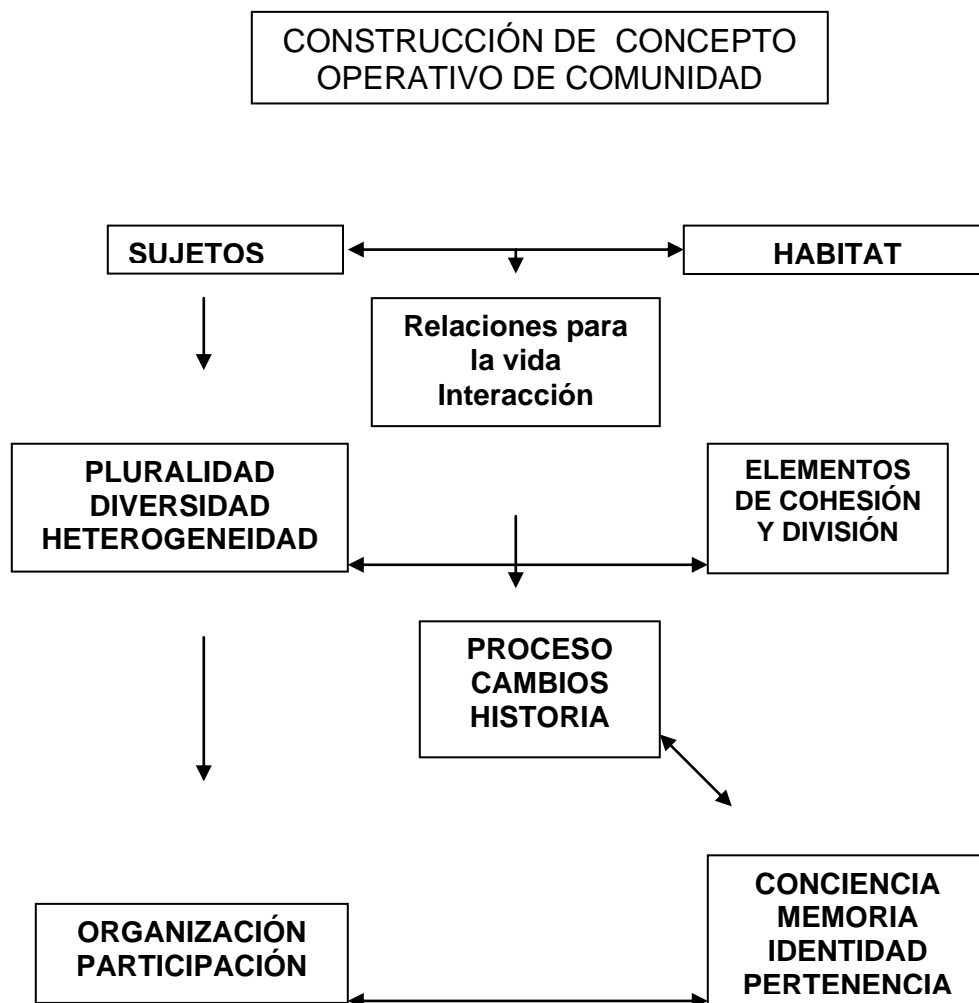 CONSTRUCCIÓN DE CONCEPTO
OPERATIVO DE COMUNIDAD
SUJETOS
HABITAT
Relaciones para
la vida
Interacción
PLURALIDAD
DIVERSIDAD
HETEROGENEIDAD
ELEMENTOS
DE COHESIÓN
Y DIVISIÓN
PROCESO
CAMBIOS
HISTORIA
ORGANIZACIÓN
PARTICIPACIÓN
CONCIENCIA
MEMORIA
IDENTIDAD
PERTENENCIA